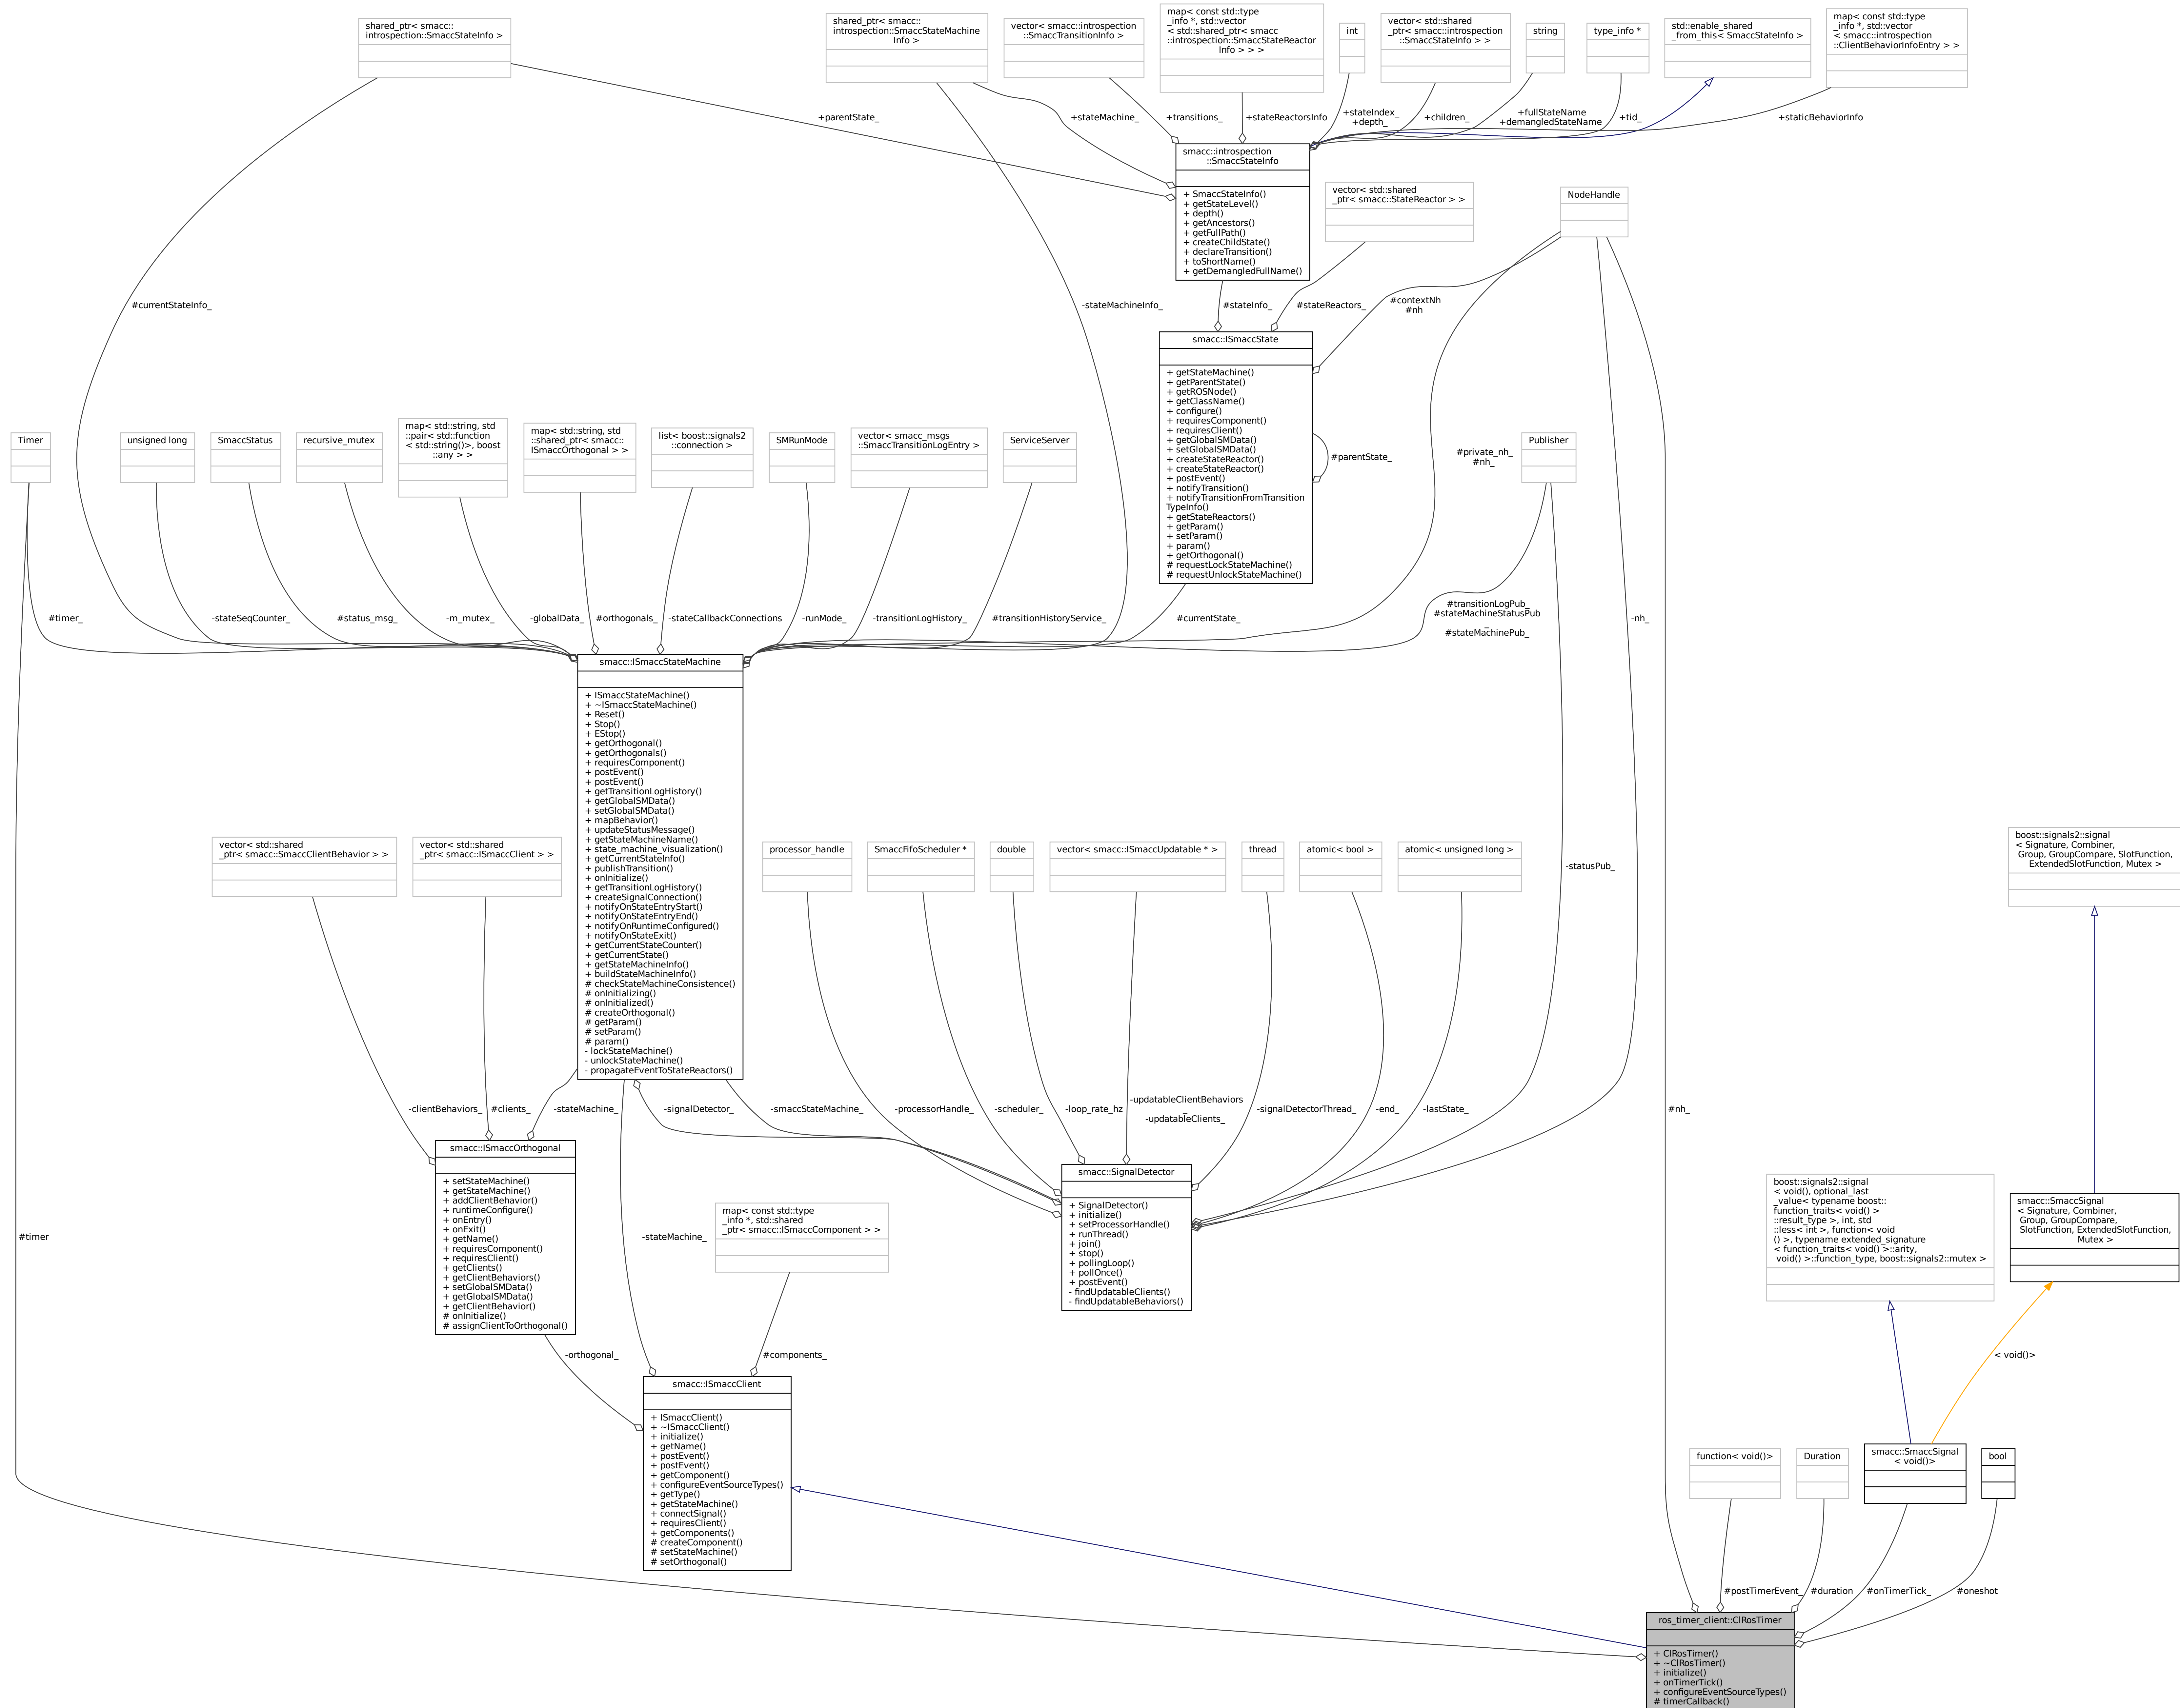 shared_ptr< smacc::
introspection::SmaccStateInfo >
shared_ptr< smacc::
introspection::SmaccStateMachine
Info >
vector< smacc::introspection
::SmaccTransitionInfo >
map< const std::type
_info *, std::vector
< std::shared_ptr< smacc
::introspection::SmaccStateReactor
Info > > >
int
vector< std::shared
_ptr< smacc::introspection
::SmaccStateInfo > >
string
type_info *
std::enable_shared
_from_this< SmaccStateInfo >
map< const std::type
_info *, std::vector
< smacc::introspection
::ClientBehaviorInfoEntry > >
+parentState_
+stateMachine_
+transitions_
+stateReactorsInfo
+stateIndex_
+depth_
+children_
+fullStateName
+demangledStateName
+tid_
+staticBehaviorInfo
smacc::introspection
::SmaccStateInfo
+ SmaccStateInfo()
+ getStateLevel()
+ depth()
+ getAncestors()
+ getFullPath()
+ createChildState()
+ declareTransition()
+ toShortName()
+ getDemangledFullName()
vector< std::shared
_ptr< smacc::StateReactor > >
NodeHandle
#currentStateInfo_
-stateMachineInfo_
#stateInfo_
#stateReactors_
#contextNh
#nh
smacc::ISmaccState
+ getStateMachine()
+ getParentState()
+ getROSNode()
+ getClassName()
+ configure()
+ requiresComponent()
+ requiresClient()
+ getGlobalSMData()
+ setGlobalSMData()
+ createStateReactor()
+ createStateReactor()
+ postEvent()
+ notifyTransition()
+ notifyTransitionFromTransition
TypeInfo()
+ getStateReactors()
+ getParam()
+ setParam()
+ param()
+ getOrthogonal()
# requestLockStateMachine()
# requestUnlockStateMachine()
#parentState_
#private_nh_
#nh_
Timer
unsigned long
SmaccStatus
recursive_mutex
map< std::string, std
::pair< std::function
< std::string()>, boost
::any > >
map< std::string, std
::shared_ptr< smacc::
ISmaccOrthogonal > >
list< boost::signals2
::connection >
SMRunMode
vector< smacc_msgs
::SmaccTransitionLogEntry >
ServiceServer
Publisher
#timer_
-stateSeqCounter_
#status_msg_
-m_mutex_
-globalData_
#orthogonals_
-stateCallbackConnections
-runMode_
-transitionLogHistory_
#transitionHistoryService_
#currentState_
#transitionLogPub_
#stateMachineStatusPub
_
#stateMachinePub_
-nh_
smacc::ISmaccStateMachine
+ ISmaccStateMachine()
+ ~ISmaccStateMachine()
+ Reset()
+ Stop()
+ EStop()
+ getOrthogonal()
+ getOrthogonals()
+ requiresComponent()
+ postEvent()
+ postEvent()
+ getTransitionLogHistory()
+ getGlobalSMData()
+ setGlobalSMData()
+ mapBehavior()
+ updateStatusMessage()
+ getStateMachineName()
+ state_machine_visualization()
+ getCurrentStateInfo()
+ publishTransition()
+ onInitialize()
+ getTransitionLogHistory()
+ createSignalConnection()
+ notifyOnStateEntryStart()
+ notifyOnStateEntryEnd()
+ notifyOnRuntimeConfigured()
+ notifyOnStateExit()
+ getCurrentStateCounter()
+ getCurrentState()
+ getStateMachineInfo()
+ buildStateMachineInfo()
# checkStateMachineConsistence()
# onInitializing()
# onInitialized()
# createOrthogonal()
# getParam()
# setParam()
# param()
- lockStateMachine()
- unlockStateMachine()
- propagateEventToStateReactors()
vector< std::shared
_ptr< smacc::SmaccClientBehavior > >
vector< std::shared
_ptr< smacc::ISmaccClient > >
processor_handle
SmaccFifoScheduler *
double
vector< smacc::ISmaccUpdatable * >
thread
atomic< bool >
atomic< unsigned long >
-statusPub_
boost::signals2::signal
< Signature, Combiner,
Group, GroupCompare, SlotFunction,
ExtendedSlotFunction, Mutex >
-clientBehaviors_
#clients_
-stateMachine_
-signalDetector_
-smaccStateMachine_
-processorHandle_
-scheduler_
-loop_rate_hz
-updatableClientBehaviors
_
-updatableClients_
-signalDetectorThread_
-end_
-lastState_
#nh_
smacc::ISmaccOrthogonal
+ setStateMachine()
+ getStateMachine()
+ addClientBehavior()
+ runtimeConfigure()
+ onEntry()
+ onExit()
+ getName()
+ requiresComponent()
+ requiresClient()
+ getClients()
+ getClientBehaviors()
+ setGlobalSMData()
+ getGlobalSMData()
+ getClientBehavior()
# onInitialize()
# assignClientToOrthogonal()
smacc::SignalDetector
+ SignalDetector()
+ initialize()
+ setProcessorHandle()
+ runThread()
+ join()
+ stop()
+ pollingLoop()
+ pollOnce()
+ postEvent()
- findUpdatableClients()
- findUpdatableBehaviors()
map< const std::type
_info *, std::shared
_ptr< smacc::ISmaccComponent > >
boost::signals2::signal
< void(), optional_last
_value< typename boost::
function_traits< void() >
::result_type >, int, std
::less< int >, function< void
() >, typename extended_signature
< function_traits< void() >::arity,
void() >::function_type, boost::signals2::mutex >
smacc::SmaccSignal
< Signature, Combiner,
Group, GroupCompare,
SlotFunction, ExtendedSlotFunction,
Mutex >
#timer
-stateMachine_
-orthogonal_
#components_
< void()>
smacc::ISmaccClient
+ ISmaccClient()
+ ~ISmaccClient()
+ initialize()
+ getName()
+ postEvent()
+ postEvent()
+ getComponent()
+ configureEventSourceTypes()
+ getType()
+ getStateMachine()
+ connectSignal()
+ requiresClient()
+ getComponents()
# createComponent()
# setStateMachine()
# setOrthogonal()
function< void()>
Duration
smacc::SmaccSignal
< void()>
bool
#postTimerEvent_
#duration
#onTimerTick_
#oneshot
ros_timer_client::ClRosTimer
+ ClRosTimer()
+ ~ClRosTimer()
+ initialize()
+ onTimerTick()
+ configureEventSourceTypes()
# timerCallback()